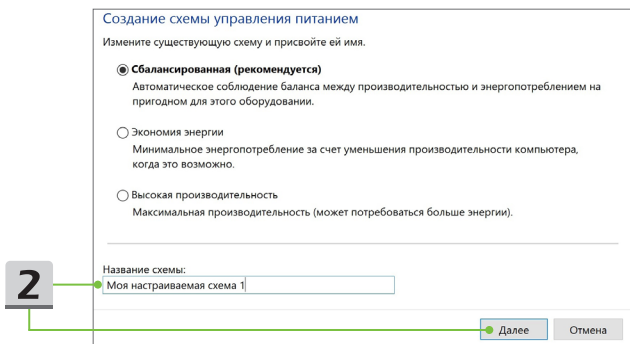 Создание схемы управления питанием
Измените существующую схему и присвойте ей имя.
Сбалансированная (рекомендуется)
Автоматическое соблюдение баланса между производительностью и энергопотреблением на
пригодном для этого оборудовании.
Экономия энергии
Минимальное энергопотребление за счет уменьшения производительности компьютера,
когда это возможно.
Высокая производительность
Максимальная производительность (может потребоваться больше энергии).
Название схемы:
2
Моя настраиваемая схема 1
Далее
Отмена